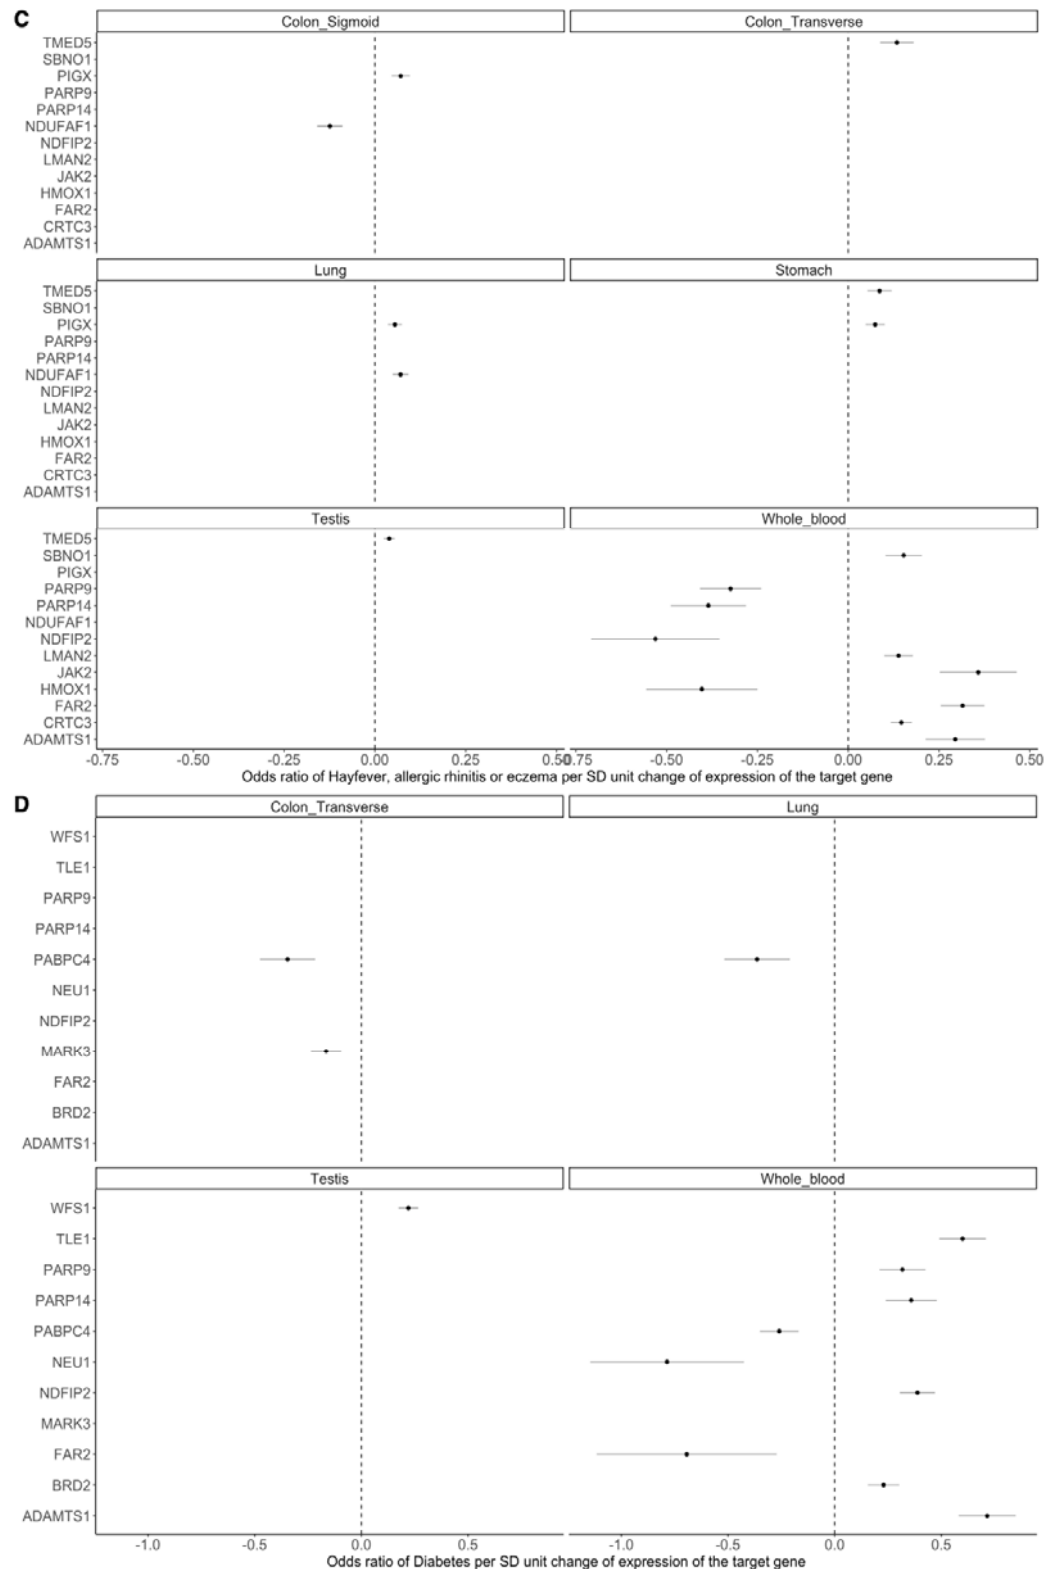 C
Colon_Sigmoid Colon_Transverse
TMED5
SBNO1
PIGX
PARP9
PARP14
NDUFAF1
NDFIP2
LMAN2
JAK2
HMOX1
FAR2
CRTC3
ADAMTS1
Lung Stomach
TMED5
SBNO1
PIGX
PARP9
PARP14
NDUFAF1
NDFIP2
LMAN2
JAK2
HMOX1
FAR2
CRTC3
ADAMTS1
Testis Whole_blood
TMED5
SBNO1
PIGX
PARP9
PARP14
NDUFAF1
NDFIP2
LMAN2
JAK2
HMOX1
FAR2
CRTC3
ADAMTS1
-0.75 -0.50 -0.25 0.00 0.25 0.50 -0.75 -0.50 -0.25 0.00 0.25 0.50
Odds ratio of Hayfever, allergic rhinitis or eczema per SD unit change of expression of the target gene
D
Colon_Transverse Lung
WFS1
TLE1
PARP9
PARP14
PABPC4
NEU1
NDFIP2
MARK3
FAR2
BRD2
ADAMTS1
Testis Whole_blood
WFS1
TLE1
PARP9
PARP14
PABPC4
NEU1
NDFIP2
MARK3
FAR2
BRD2
ADAMTS1
-1.0 -0.5 0.0 0.5 -1.0 -0.5 0.0 0.5
Odds ratio of Diabetes per SD unit change of expression of the target gene